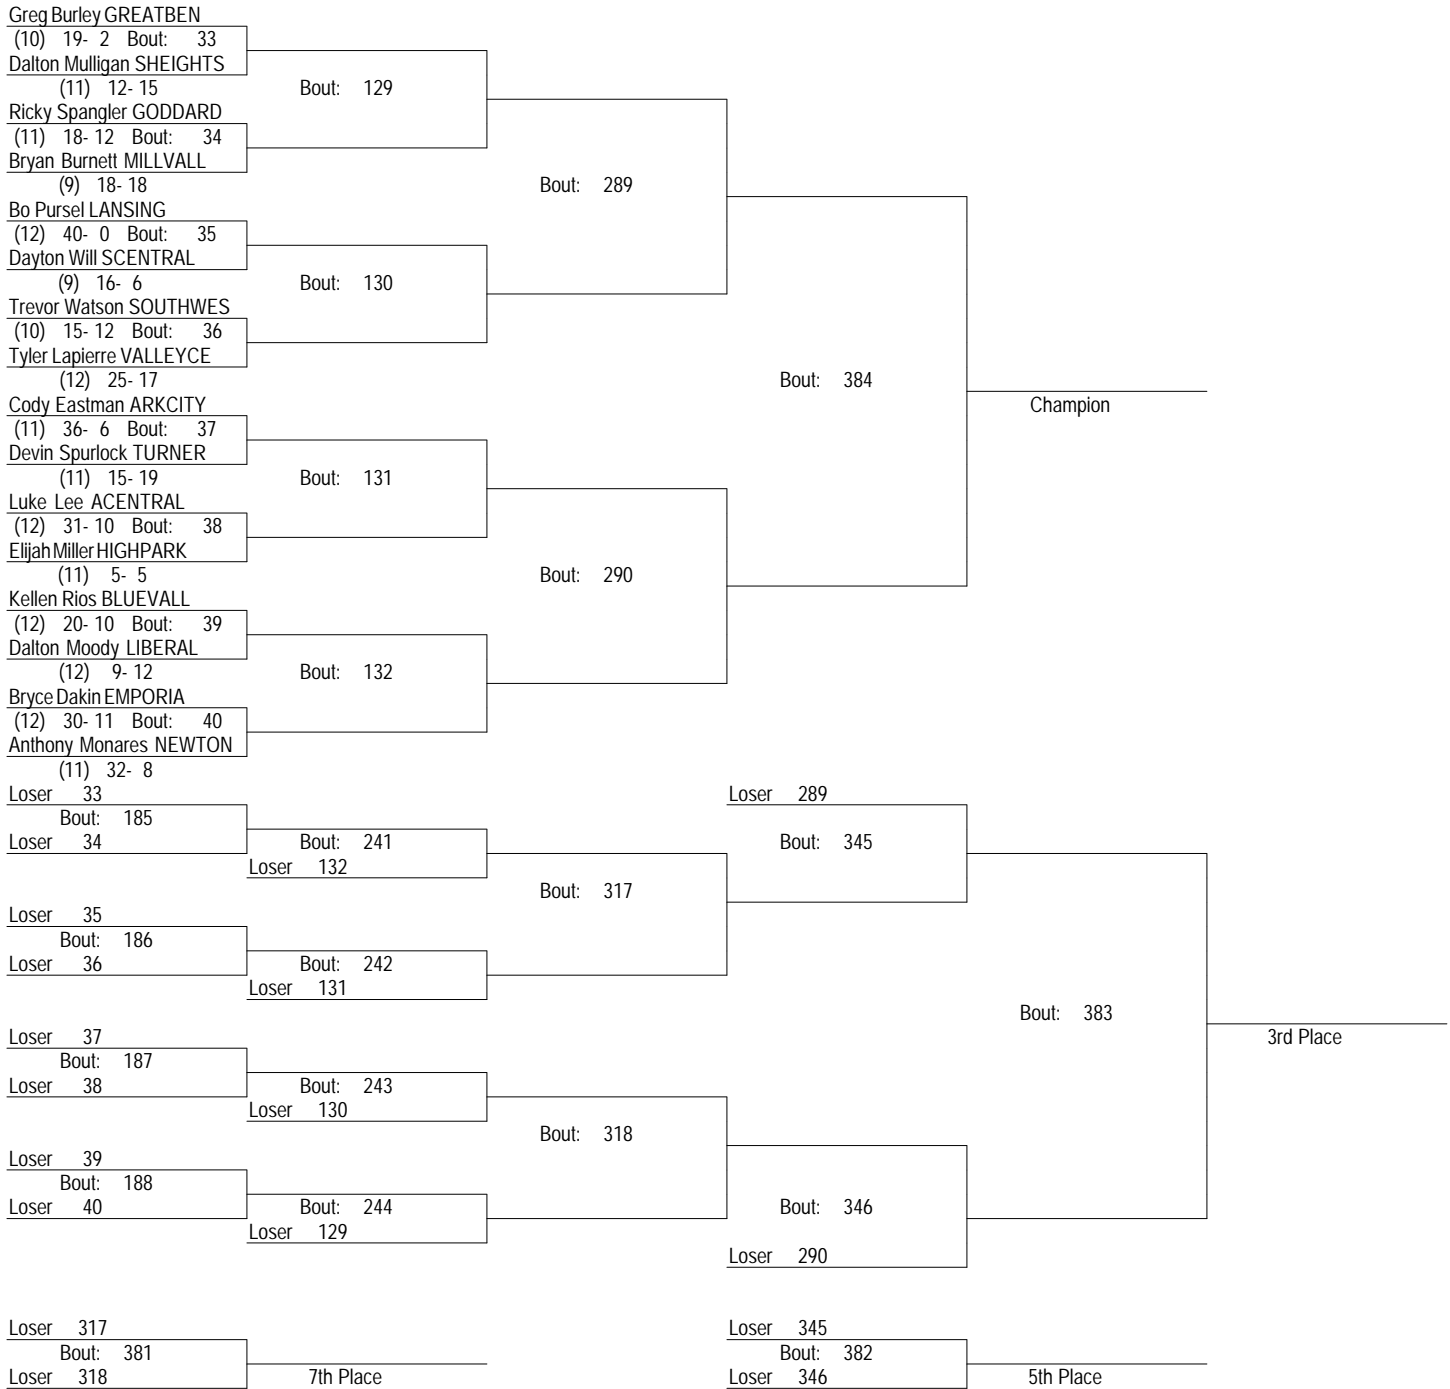 Greg Burley GREATBEN
(10) 19- 2 Bout: 33
Dalton Mulligan SHEIGHTS
(11) 12- 15
Bout: 129
Ricky Spangler GODDARD
(11) 18- 12 Bout: 34
Bryan Burnett MILLVALL
(9) 18- 18
Bout: 289
Bo Pursel LANSING
(12) 40- 0 Bout: 35
Dayton Will SCENTRAL
(9) 16- 6
Bout: 130
Trevor Watson SOUTHWES
(10) 15- 12 Bout: 36
Tyler Lapierre VALLEYCE
(12) 25- 17
Bout: 384
Cody Eastman ARKCITY
Champion
(11) 36- 6 Bout: 37
Devin Spurlock TURNER
(11) 15- 19
Bout: 131
Luke Lee ACENTRAL
(12) 31- 10 Bout: 38
Elijah Miller HIGHPARK
(11) 5- 5
Bout: 290
Kellen Rios BLUEVALL
(12) 20- 10 Bout: 39
Dalton Moody LIBERAL
(12) 9- 12
Bout: 132
Bryce Dakin EMPORIA
(12) 30- 11 Bout: 40
Anthony Monares NEWTON
(11) 32- 8
Loser 33
Loser 289
Bout: 185
Loser 34
Bout: 241
Bout: 345
Loser 132
Bout: 317
Loser 35
Bout: 186
Loser 36
Bout: 242
Loser 131
Bout: 383
Loser 37
3rd Place
Bout: 187
Loser 38
Bout: 243
Loser 130
Bout: 318
Loser 39
Bout: 188
Loser 40
Bout: 244
Bout: 346
Loser 129
Loser 290
Loser 317
Loser 345
Bout: 381
Bout: 382
Loser 318
7th Place
Loser 346
5th Place